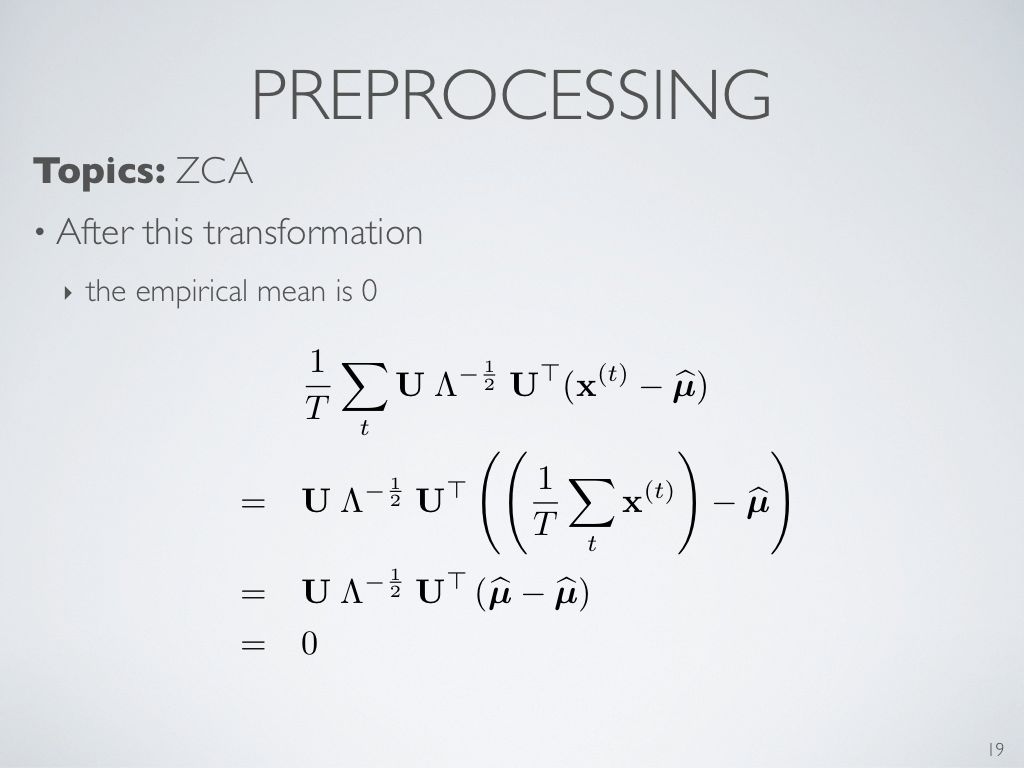 PREPROCESSING
Topics: ZCA
• After this transformation
‣ the empirical mean is 0
$\frac{1}{T} \sum_{t} \mathbf{U} \, \Lambda^{-\frac{1}{2}} \, \mathbf{U}^{\top} (\mathbf{x}^{(t)} - \widehat{\boldsymbol{\mu}})$
$= \mathbf{U} \, \Lambda^{-\frac{1}{2}} \, \mathbf{U}^{\top} \left( \left( \frac{1}{T} \sum_{t} \mathbf{x}^{(t)} \right) - \widehat{\boldsymbol{\mu}} \right)$
$= \mathbf{U} \, \Lambda^{-\frac{1}{2}} \, \mathbf{U}^{\top} (\widehat{\boldsymbol{\mu}} - \widehat{\boldsymbol{\mu}})$
$= 0$
19